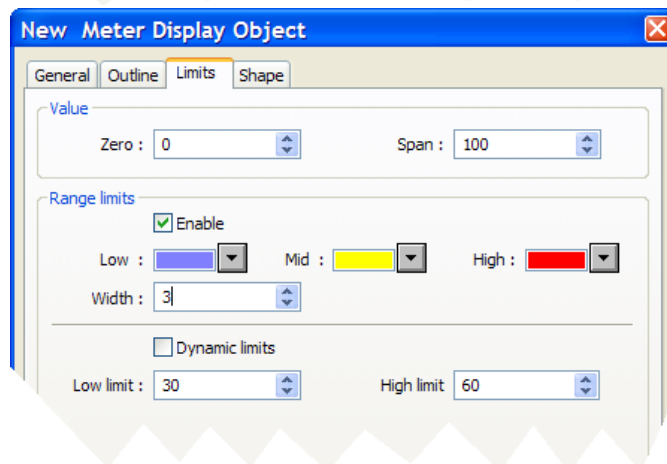 New Meter Display Object
General Outline Limits Shape
Value
Zero : 0 Span : 100
Range limits
Enable
Low : Mid : High :
Width : 3
Dynamic limits
Low limit : 30 High limit 60